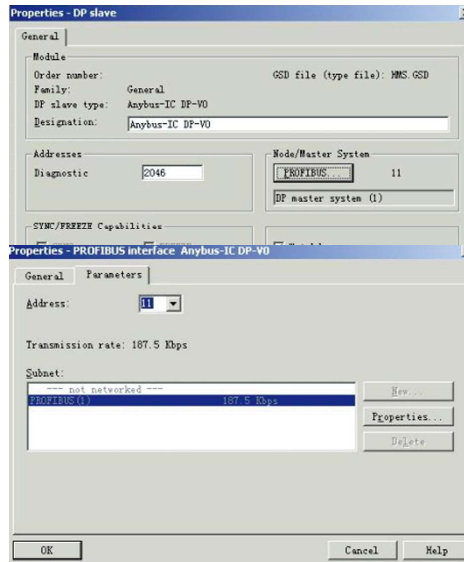 Properties - DP slave
General
Module
Order number:
GSD file (type file): HMS.GSD
Family: General
DP slave type: Anybus-IC DP-V0
Designation: Anybus-IC DP-V0
Addresses
Node/Master System
Diagnostic 2046
PROFIBUS... 11
DP master system (1)
SYNC/FREEZE Capabilities
Properties - PROFIBUS interface Anybus-IC DP-V0
General Parameters
Address: 11
Transmission rate: 187.5 Kbps
Subnet:
--- not networked ---
PROFIBUS(1) 187.5 Kbps
New...
Properties...
Delete
OK Cancel Help